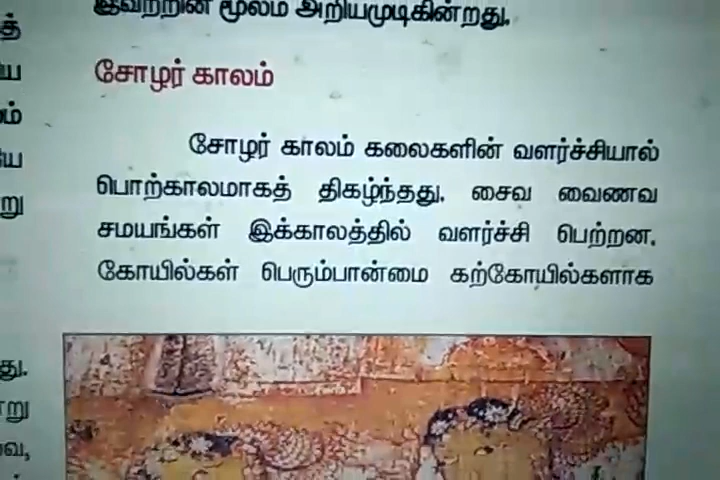 இவற்றின் மூலம் அறியமுடிகின்றது.
சோழர் காலம்
சோழர் காலம் கலைகளின் வளர்ச்சியால்
பொற்காலமாகத் திகழ்ந்தது. சைவ வைணவ
சமயங்கள் இக்காலத்தில் வளர்ச்சி பெற்றன.
கோயில்கள் பெரும்பான்மை கற்கோயில்களாக